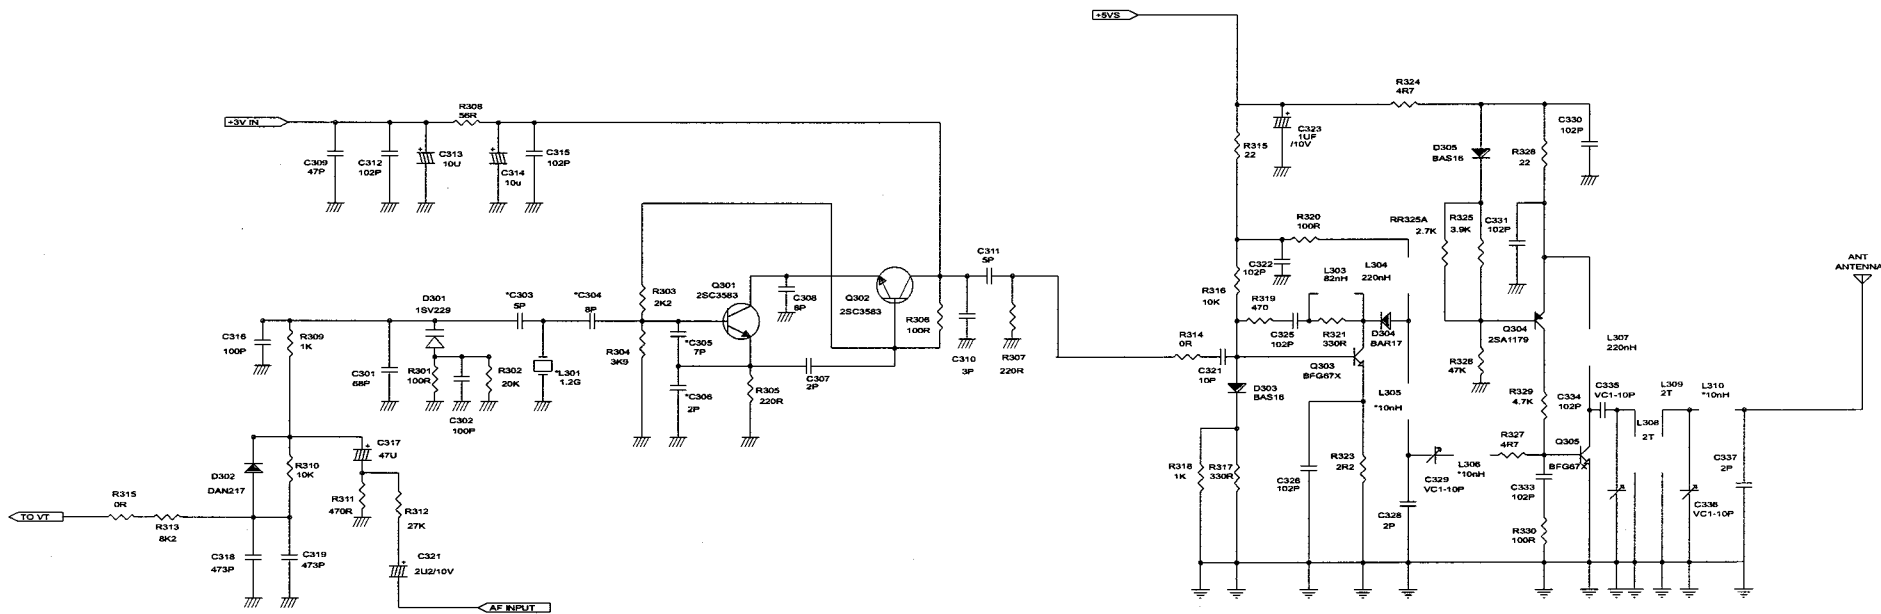 +5VS
R324
4R7
+3V IN
R308
56R
C309
47P
C312
102P
C313
10U
C314
10u
C315
102P
R315
22
C323
1UF
/10V
D305
BAS16
R328
22
C330
102P
R320
100R
RR325A
2.7K
R325
3.9K
C331
102P
ANT
ANTENNA
C311
5P
C322
102P
L303
82nH
L304
220nH
Q301
2SC3583
Q302
2SC3583
C308
6P
R303
2K2
D301
1SV229
*C303
5P
*C304
8P
R316
10K
R319
470
C325
102P
R321
330R
D304
BAR17
Q304
2SA1179
L307
220nH
C316
100P
R309
1K
R304
3K9
*C305
7P
R306
100R
C310
3P
R307
220R
R314
0R
C321
10P
Q303
BFG67X
R326
47K
C301
68P
R301
100R
C302
100P
R302
20K
*L301
1.2G
*C306
2P
R305
220R
C307
2P
D303
BAS16
L305
*10nH
R329
4.7K
C334
102P
C335
VC1-10P
L309
2T
L310
*10nH
L308
2T
C317
47U
D302
DAN217
R310
10K
R311
470R
R312
27K
R318
1K
R317
330R
C326
102P
R323
2R2
C329
VC1-10P
L306
*10nH
R327
4R7
Q305
BFG67X
C333
102P
C337
2P
C336
VC1-10P
R315
0R
TO VT
R313
8K2
C328
2P
R330
100R
C318
473P
C319
473P
C321
2U2/10V
AF INPUT